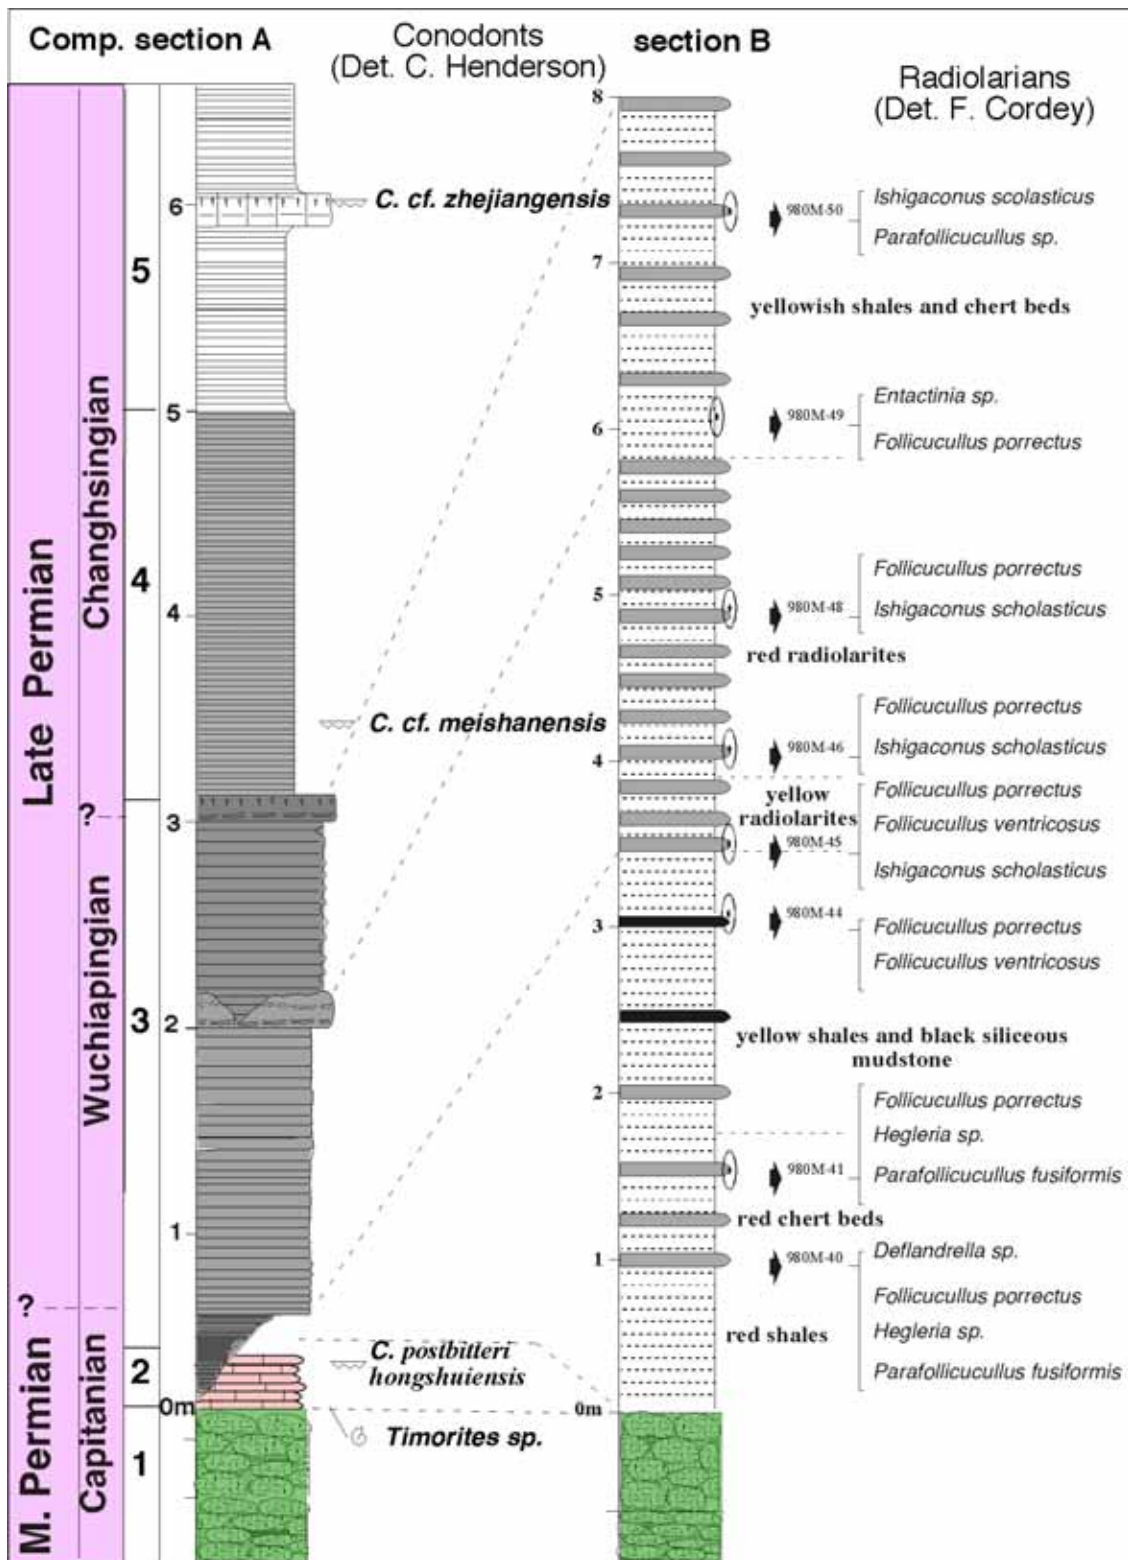 Comp. section A
Conodonts
(Det. C. Henderson)
section B
Radiolarians
(Det. F. Cordey)
Late Permian
M. Permian
?
Changhsingian
Wuchiapingian
Capitanian
?
5
4
3
2
1
6
5
4
3
2
1
0m
C. cf. zhejiangensis
C. cf. meishanensis
C. postbitteri
hongshuiensis
Timorites sp.
8
7
6
5
4
3
2
1
0m
980M-50
Ishigaconus scolasticus
Parafollicucullus sp.
yellowish shales and chert beds
980M-49
Entactinia sp.
Follicucullus porrectus
980M-48
Follicucullus porrectus
Ishigaconus scholasticus
red radiolarites
980M-46
Follicucullus porrectus
Ishigaconus scholasticus
yellow
radiolarites
980M-45
Follicucullus porrectus
Follicucullus ventricosus
Ishigaconus scholasticus
980M-44
Follicucullus porrectus
Follicucullus ventricosus
yellow shales and black siliceous
mudstone
980M-41
Follicucullus porrectus
Hegleria sp.
Parafollicucullus fusiformis
red chert beds
980M-40
Deflandrella sp.
Follicucullus porrectus
Hegleria sp.
Parafollicucullus fusiformis
red shales